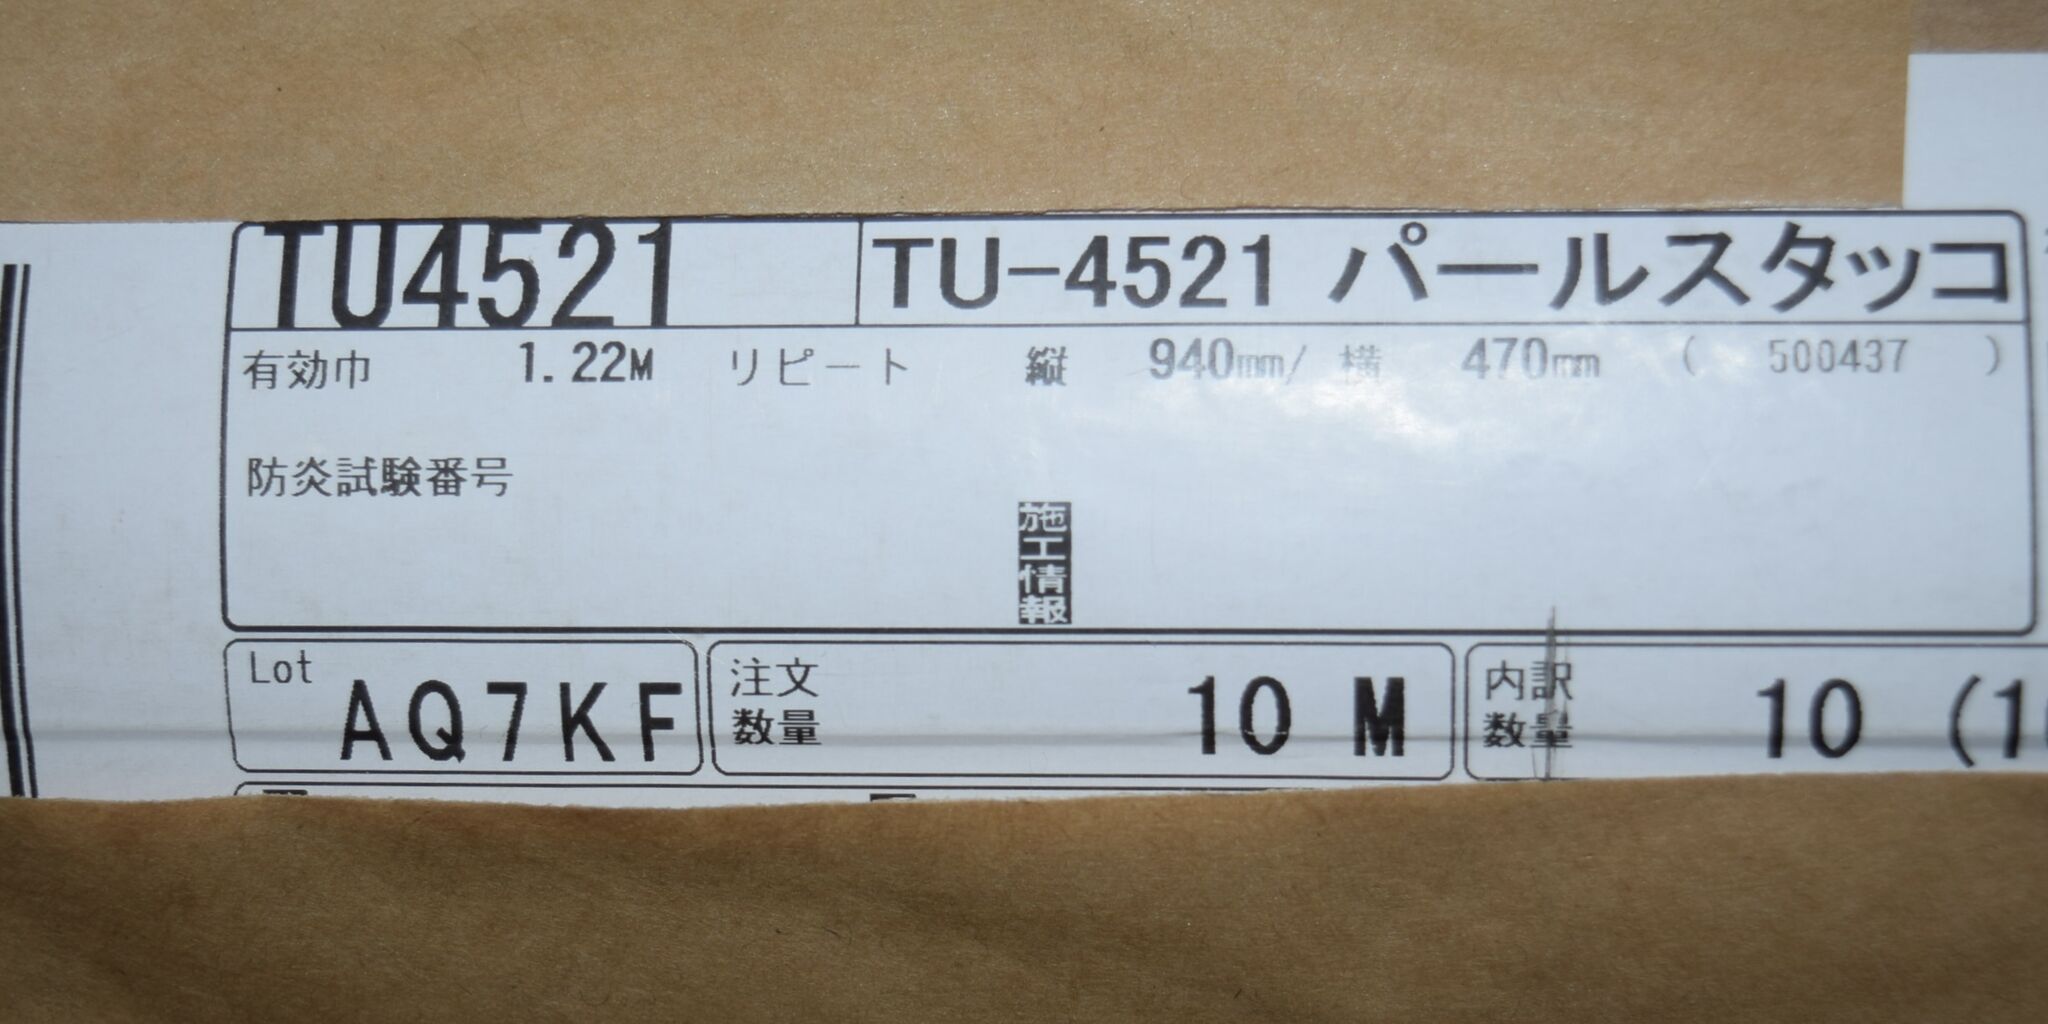 TU4521 TU-4521 パールスタッコ
有効巾 1.22M リピート 縦 940mm/ 横 470mm ( 500437 )
防炎試験番号
施工情報
Lot AQ7KF 注文数量 10 M 内訳数量 10 (1